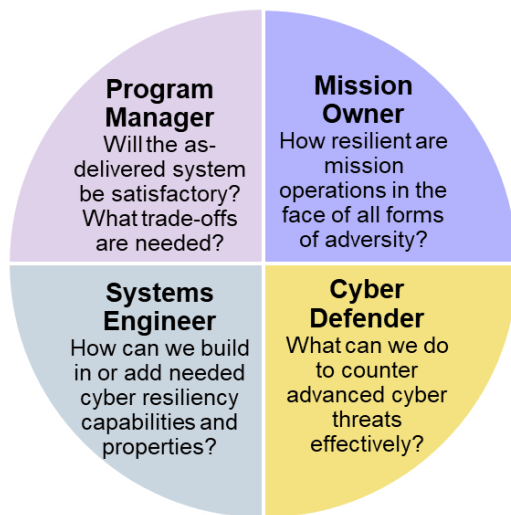 Program
Manager
Will the as-
delivered system
be satisfactory?
What trade-offs
are needed?
Mission
Owner
How resilient are
mission
operations in the
face of all forms
of adversity?
Systems
Engineer
How can we build
in or add needed
cyber resiliency
capabilities and
properties?
Cyber
Defender
What can we do
to counter
advanced cyber
threats
effectively?